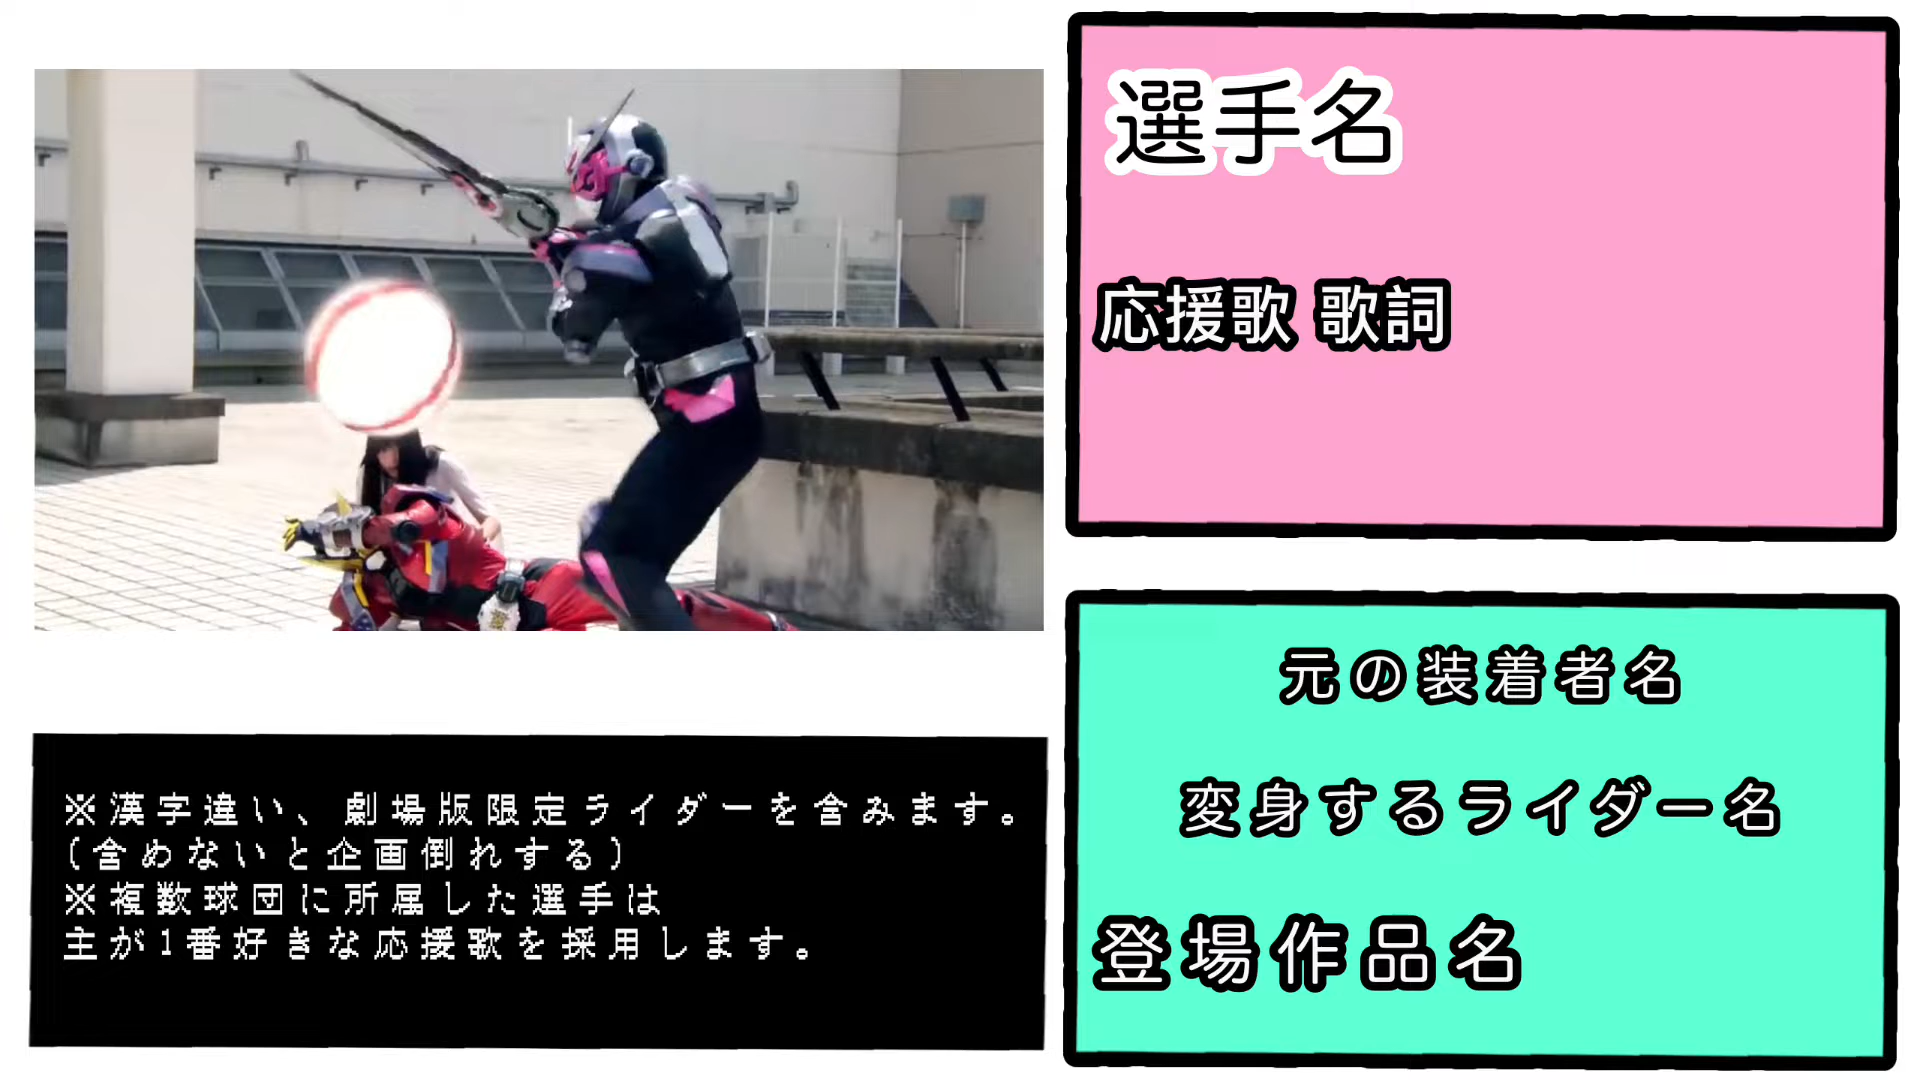 選手名
応援歌 歌詞
元の装着者名
変身するライダー名
登場作品名
※漢字違い、劇場版限定ライダーを含みます。
(含めないと企画倒れする)
※複数球団に所属した選手は
主が1番好きな応援歌を採用します。